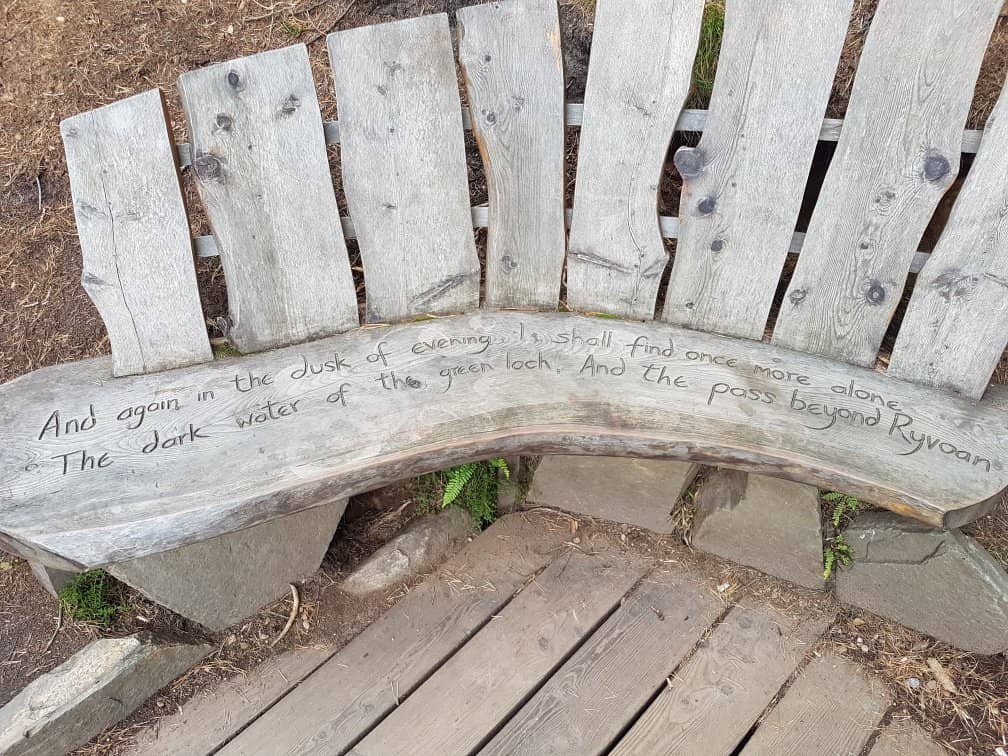 And again in the dusk of evening I shall find once more alone
The dark water of the green loch, And the pass beyond Ryvoan